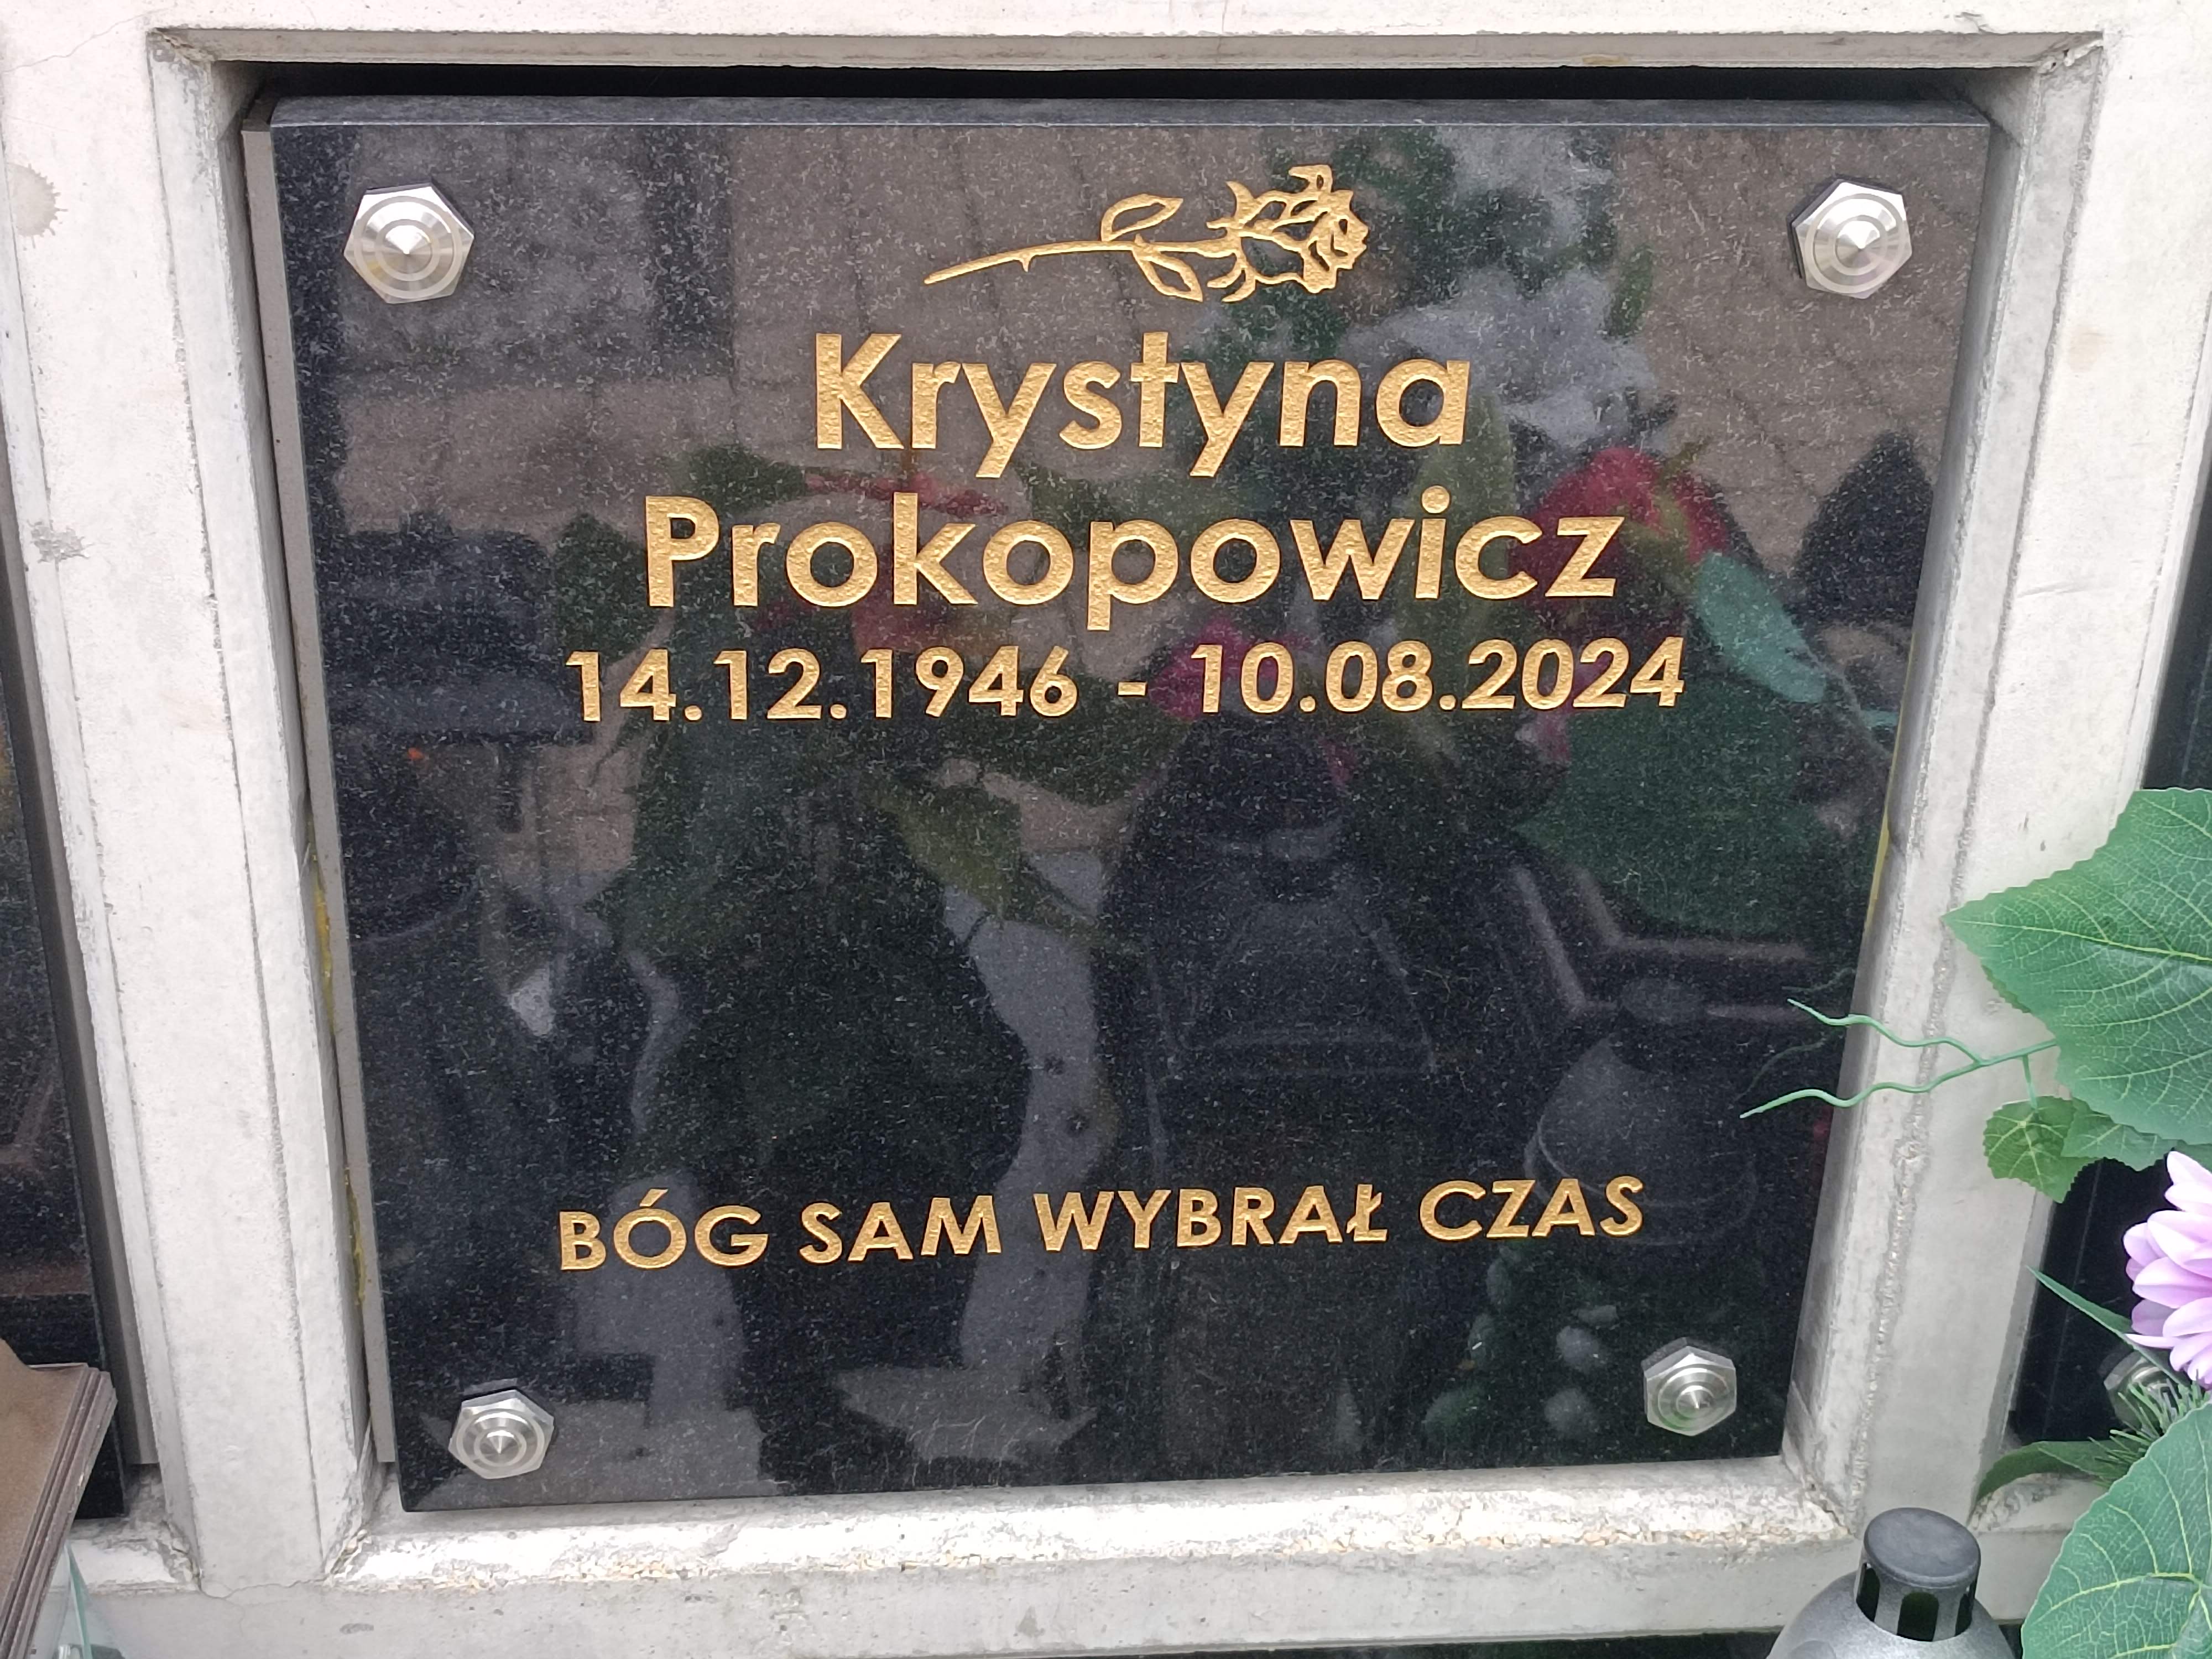 Krystyna
Prokopowicz
14.12.1946 - 10.08.2024
BÓG SAM WYBRAŁ CZAS